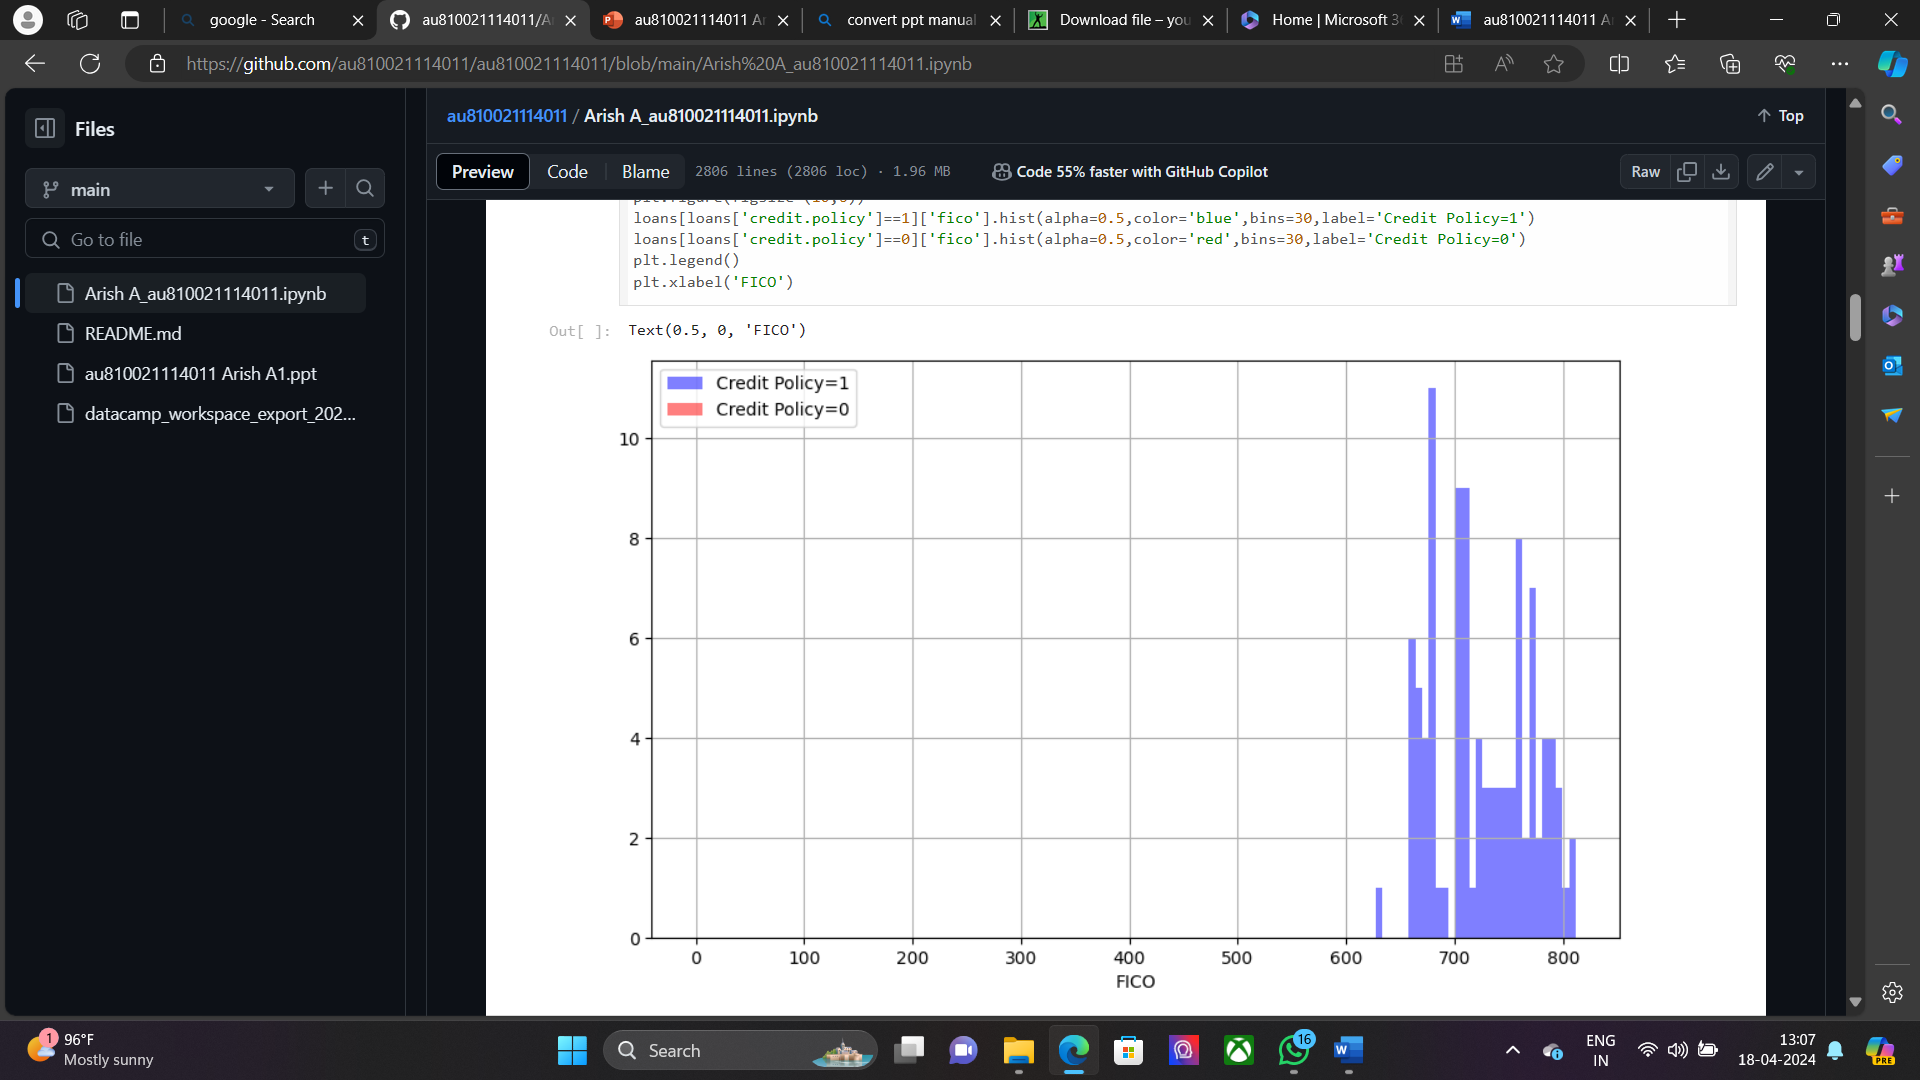 google - Search
au810021114011/A
au810021114011 A
convert ppt manual
Download file – you
Home | Microsoft 3
au810021114011 A
https://github.com/au810021114011/au810021114011/blob/main/Arish%20A_au810021114011.ipynb
Files
main
Go to file
t
Arish A_au810021114011.ipynb
README.md
au810021114011 Arish A1.ppt
datacamp_workspace_export_202...
au810021114011 / Arish A_au810021114011.ipynb
Top
Preview
Code
Blame
2806 lines (2806 loc) · 1.96 MB
Code 55% faster with GitHub Copilot
Raw
loans[loans['credit.policy']==1]['fico'].hist(alpha=0.5,color='blue',bins=30,label='Credit Policy=1')
loans[loans['credit.policy']==0]['fico'].hist(alpha=0.5,color='red',bins=30,label='Credit Policy=0')
plt.legend()
plt.xlabel('FICO')
Out[ ]: Text(0.5, 0, 'FICO')
Credit Policy=1
Credit Policy=0
10
8
6
4
2
0
0 100 200 300 400 500 600 700 800
FICO
1
96°F
Mostly sunny
Search
16
ENG
IN
13:07
18-04-2024
PRE